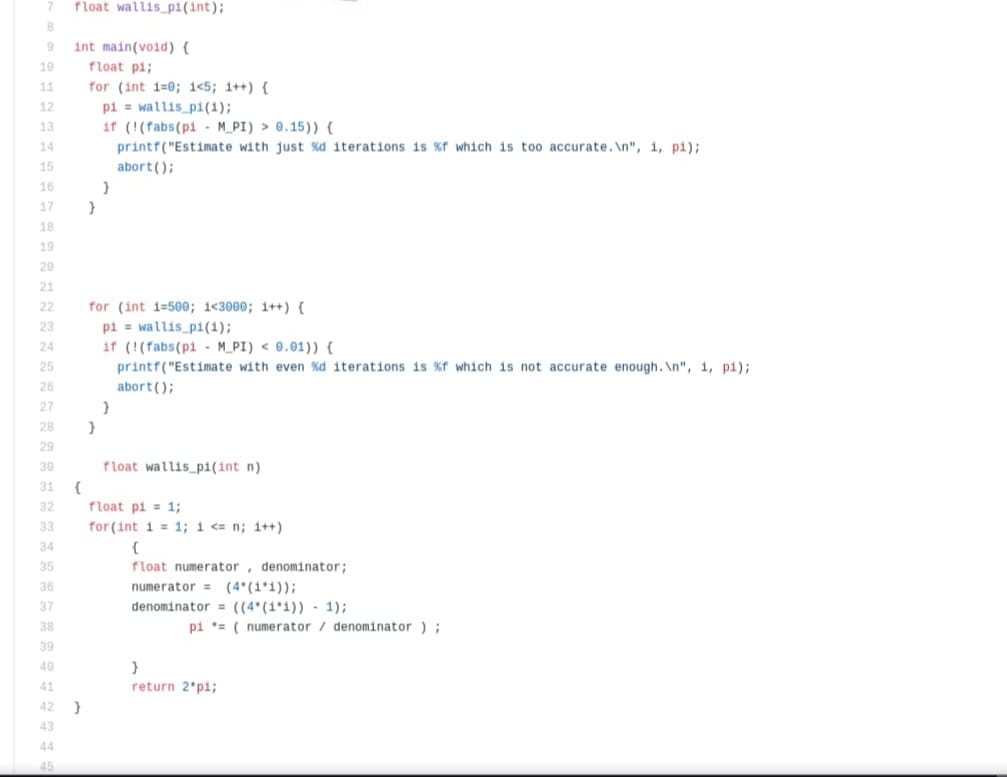 7 float wallis_pi(int);
8
9 int main(void) {
10 float pi;
11 for (int i=0; i<5; i++) {
12 pi = wallis_pi(i);
13 if (!(fabs(pi - M_PI) > 0.15)) {
14 printf("Estimate with just %d iterations is %f which is too accurate.\n", i, pi);
15 abort();
16 }
17 }
18
19
20
21
22 for (int i=500; i<3000; i++) {
23 pi = wallis_pi(i);
24 if (!(fabs(pi - M_PI) < 0.01)) {
25 printf("Estimate with even %d iterations is %f which is not accurate enough.\n", i, pi);
26 abort();
27 }
28 }
29
30 float wallis_pi(int n)
31 {
32 float pi = 1;
33 for(int i = 1; i <= n; i++)
34 {
35 float numerator , denominator;
36 numerator = (4*(i*i));
37 denominator = ((4*(i*i)) - 1);
38 pi *= ( numerator / denominator ) ;
39
40 }
41 return 2*pi;
42 }
43
44
45